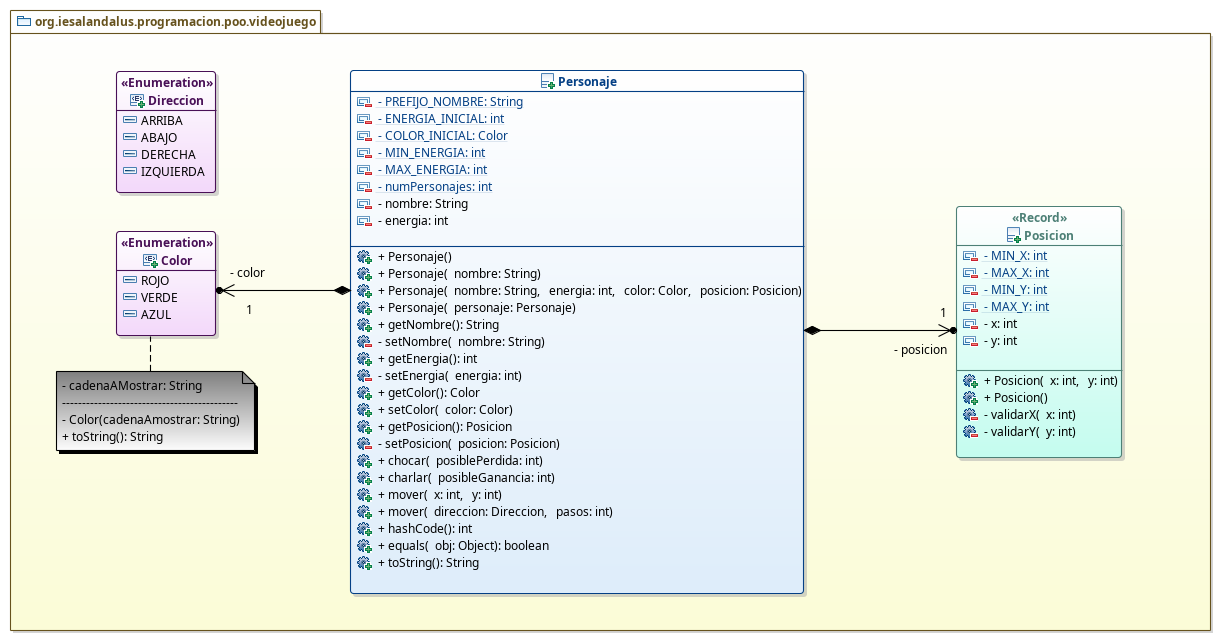 org.iesalandalus.programacion.poo.videojuego
«Enumeration»
Direccion
ARRIBA
ABAJO
DERECHA
IZQUIERDA
«Enumeration»
Color
ROJO
VERDE
AZUL
- cadenaAMostrar: String
--------------------------------------------
- Color(cadenaAmostrar: String)
+ toString(): String
- color
1
Personaje
- PREFIJO_NOMBRE: String
- ENERGIA_INICIAL: int
- COLOR_INICIAL: Color
- MIN_ENERGIA: int
- MAX_ENERGIA: int
- numPersonajes: int
- nombre: String
- energia: int
+ Personaje()
+ Personaje( nombre: String)
+ Personaje( nombre: String, energia: int, color: Color, posicion: Posicion)
+ Personaje( personaje: Personaje)
+ getNombre(): String
- setNombre( nombre: String)
+ getEnergia(): int
- setEnergia( energia: int)
+ getColor(): Color
+ setColor( color: Color)
+ getPosicion(): Posicion
- setPosicion( posicion: Posicion)
+ chocar( posiblePerdida: int)
+ charlar( posibleGanancia: int)
+ mover( x: int, y: int)
+ mover( direccion: Direccion, pasos: int)
+ hashCode(): int
+ equals( obj: Object): boolean
+ toString(): String
1
- posicion
«Record»
Posicion
- MIN_X: int
- MAX_X: int
- MIN_Y: int
- MAX_Y: int
- x: int
- y: int
+ Posicion( x: int, y: int)
+ Posicion()
- validarX( x: int)
- validarY( y: int)